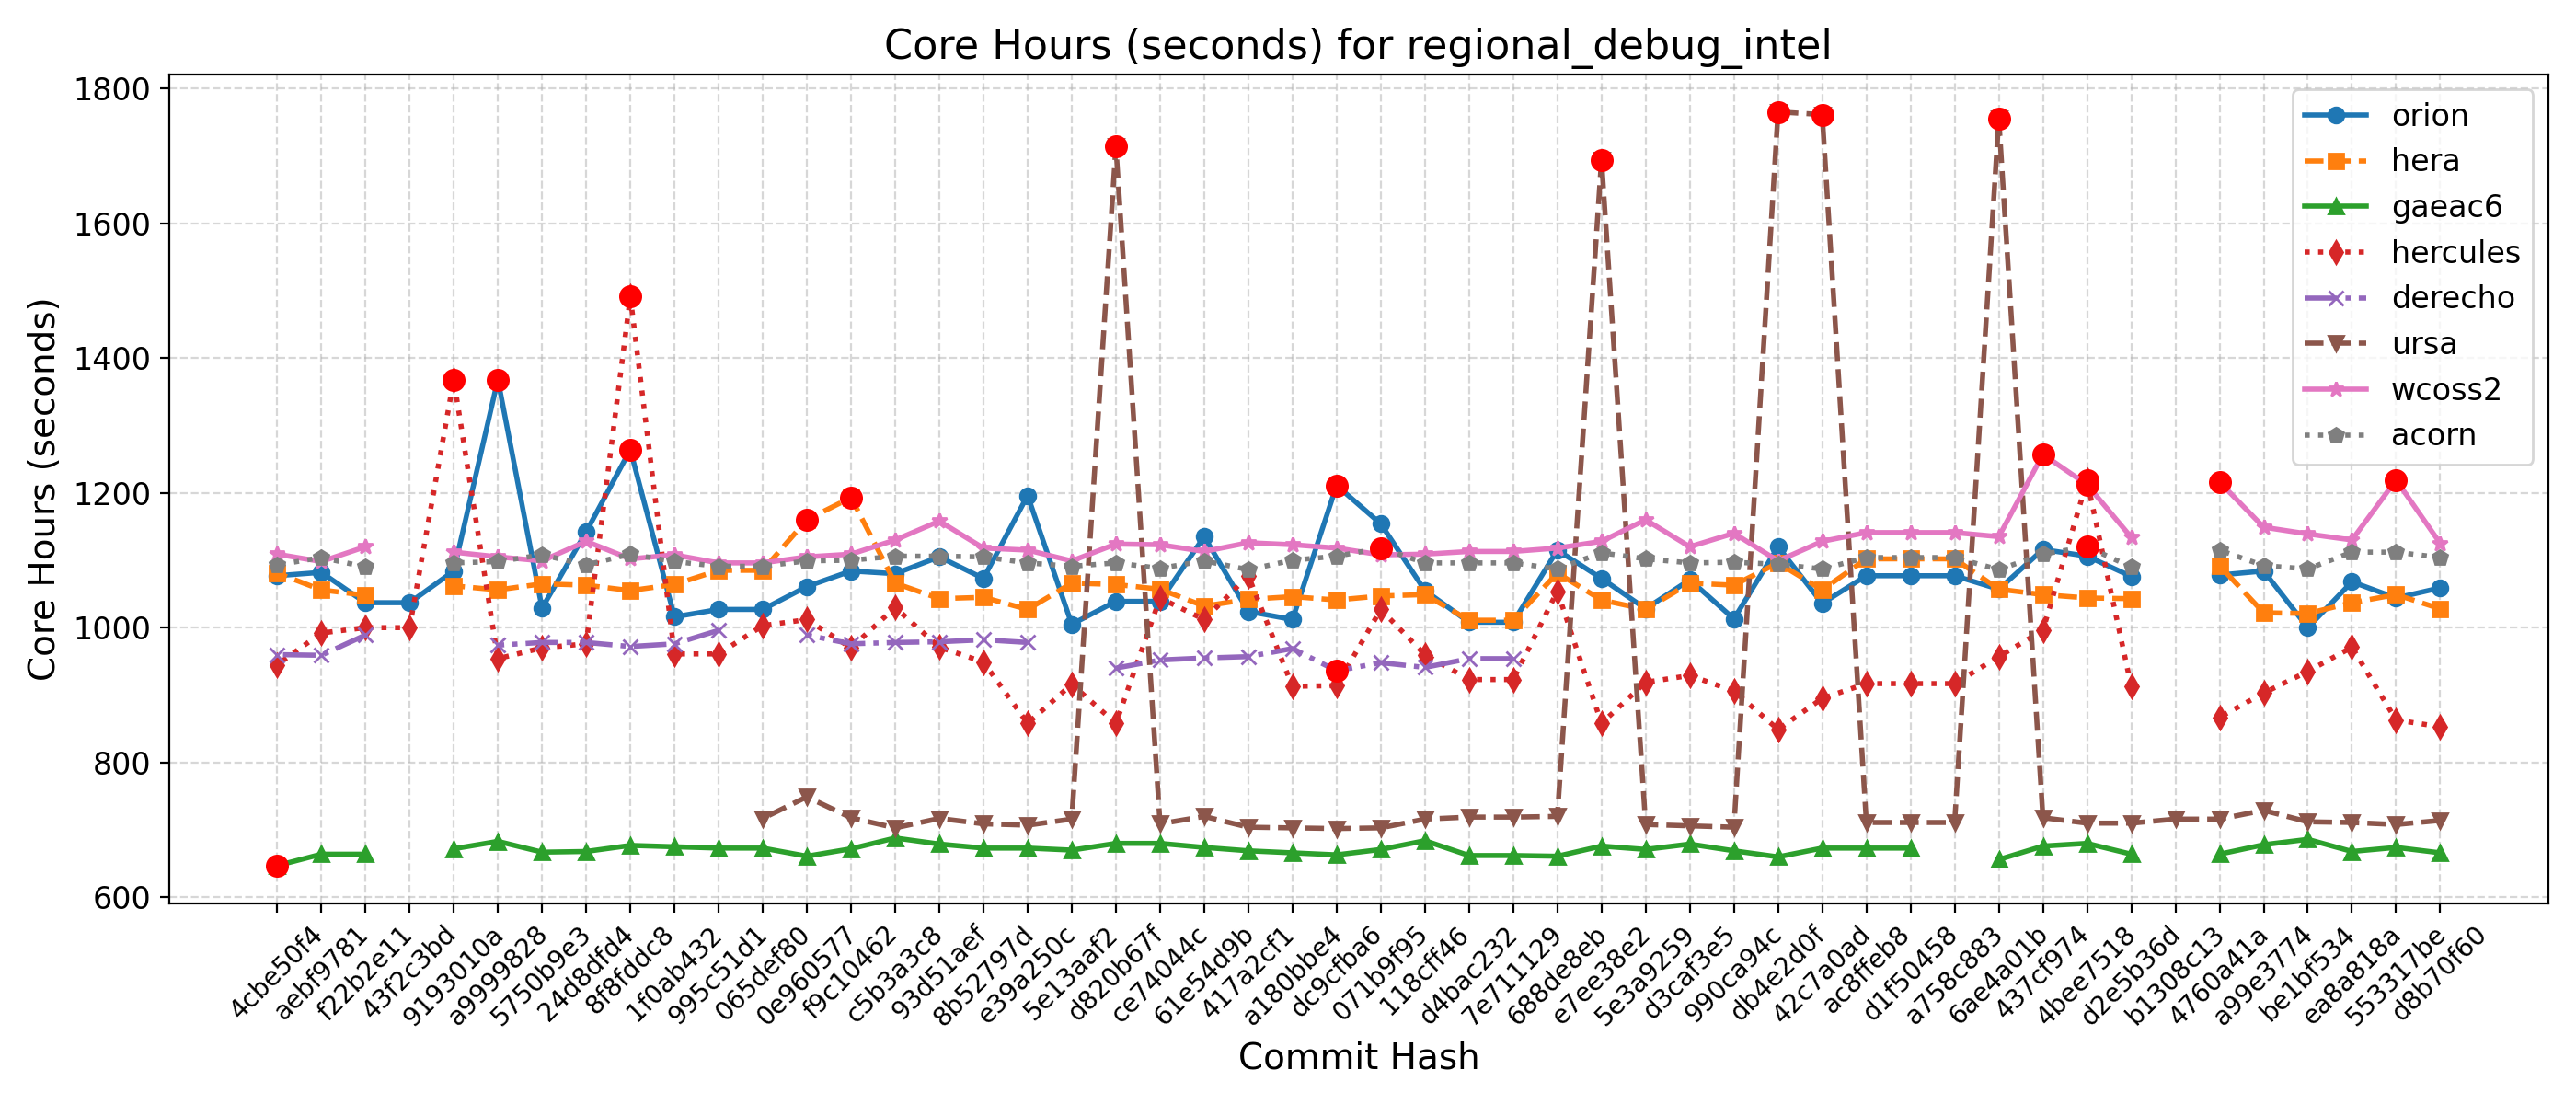 Core Hours (seconds) for regional_debug_intel
Core Hours (seconds)
1800
1600
1400
1200
1000
800
600
orion
hera
gaeac6
hercules
derecho
ursa
wcoss2
acorn
4cbe50f4
aebf9781
f22b2e11
43f2c3bd
9193010a
a9999828
5750b9e3
24d8dfd4
8f8fddc8
1f0ab432
995c51d1
065def80
0e960577
f9c10462
c5b3a3c8
93d51aef
8b52797d
e39a250c
5e13aaf2
d820b67f
ce74044c
61e54d9b
417a2cf1
a180bbe4
dc9cfba6
071b9f95
118cff46
d4bac232
7e711129
688de8eb
e7ee38e2
5e3a9259
d3caf3e5
990ca94c
db4e2d0f
42c7a0ad
ac8ffeb8
d1f50458
a758c883
6ae4a01b
437cf974
4bee7518
d2e5b36d
b1308c13
4760a41a
a99e3774
be1bf534
ea8a818a
553317be
d8b70f60
Commit Hash